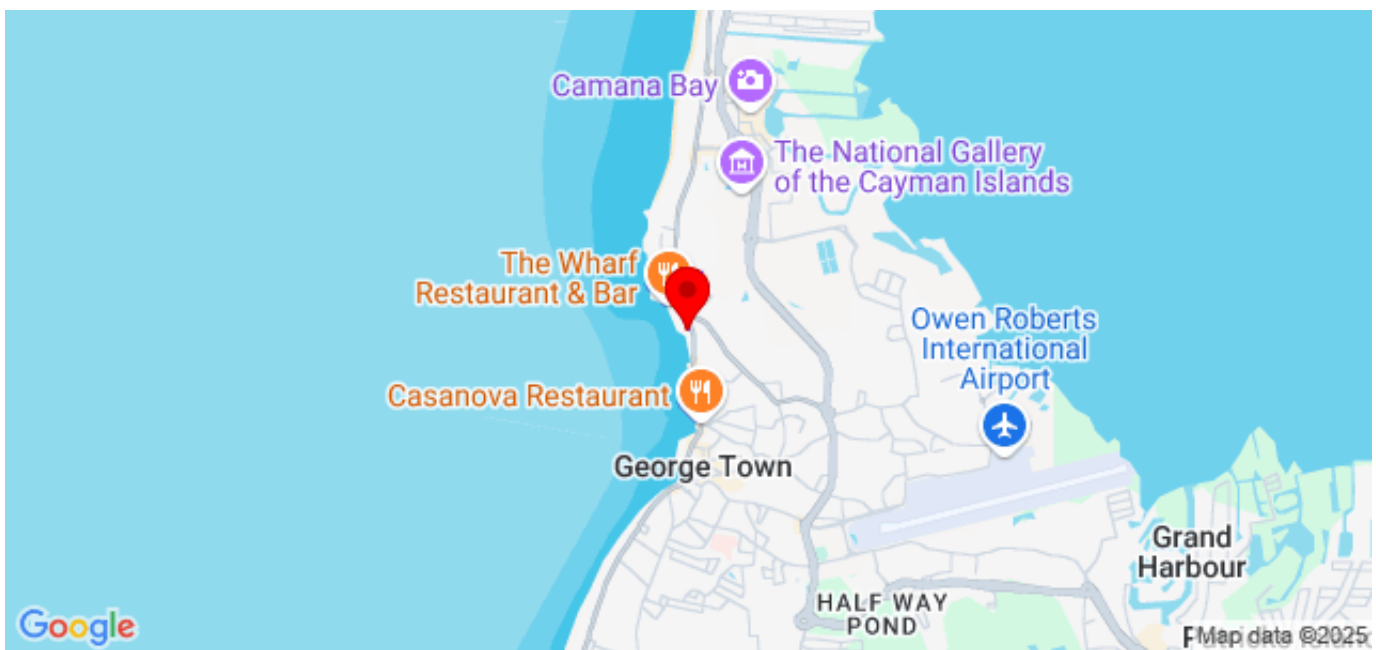 Camana Bay
The National Gallery
of the Cayman Islands
The Wharf
Restaurant & Bar
Owen Roberts
International
Airport
Casanova Restaurant
George Town
Grand
Harbour
HALF WAY
POND
Google
Map data ©2025